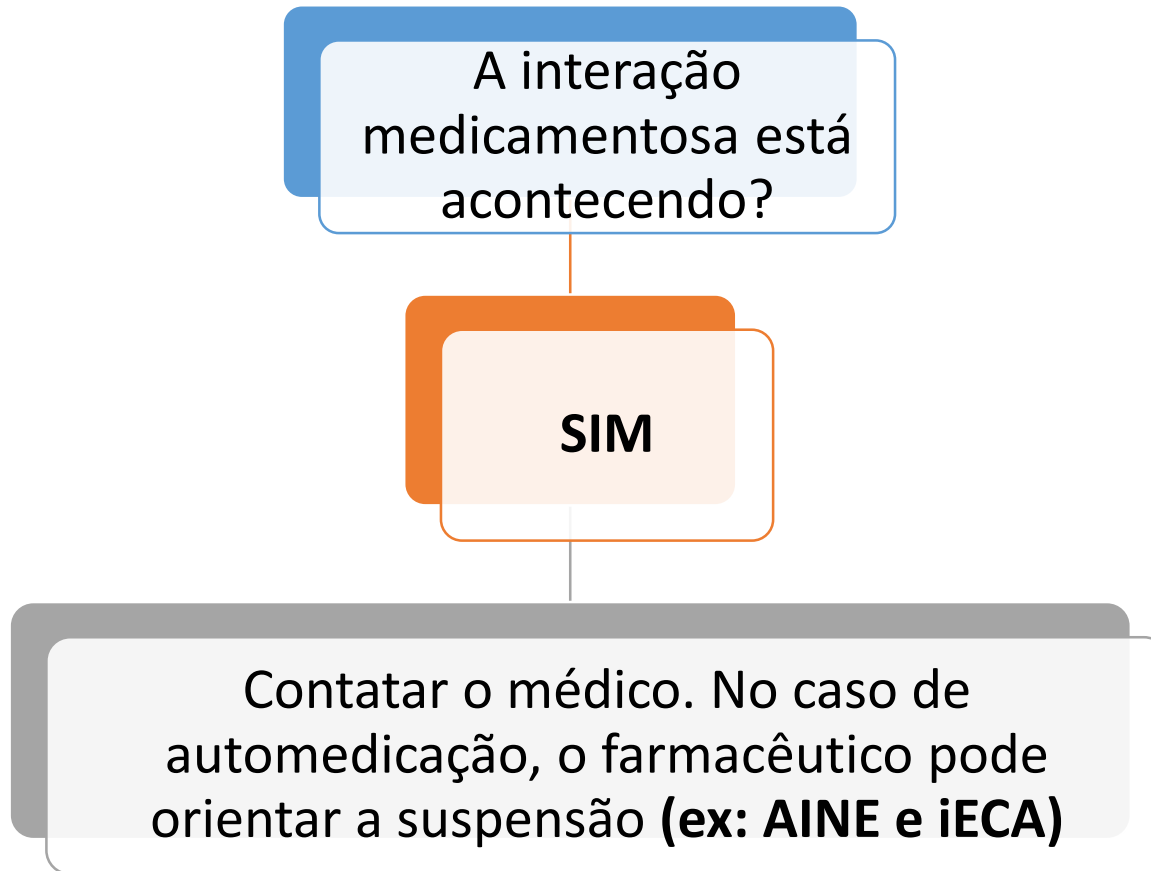 A interação
medicamentosa está
acontecendo?
SIM
Contatar o médico. No caso de
automedicação, o farmacêutico pode
orientar a suspensão (ex: AINE e iECA)